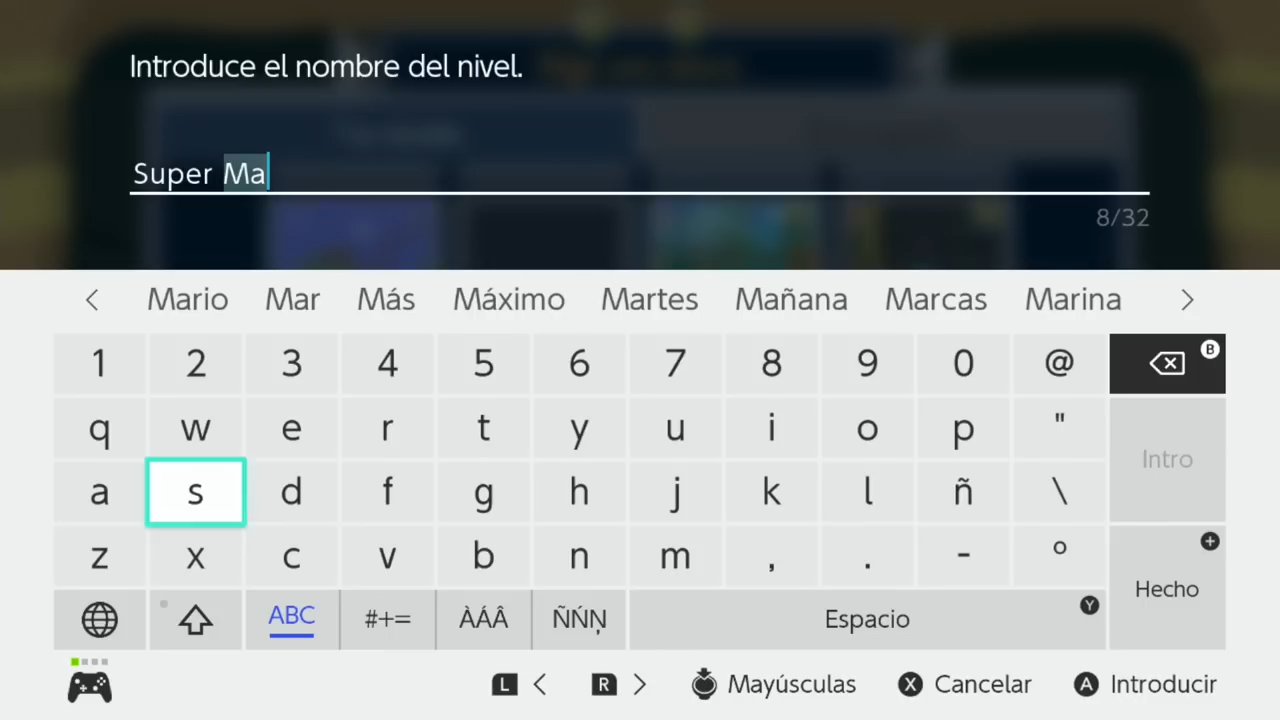 Introduce el nombre del nivel.
Super Ma
8/32
Mario Mar Más Máximo Martes Mañana Marcas Marina
1 2 3 4 5 6 7 8 9 0 @ B
q w e r t y u i o p " Intro
a s d f g h j k l ñ \
z x c v b n m , . - º + Hecho
ABC #+= ÀÁÂ ÑŃŅ Espacio Y
L R Mayúsculas X Cancelar A Introducir